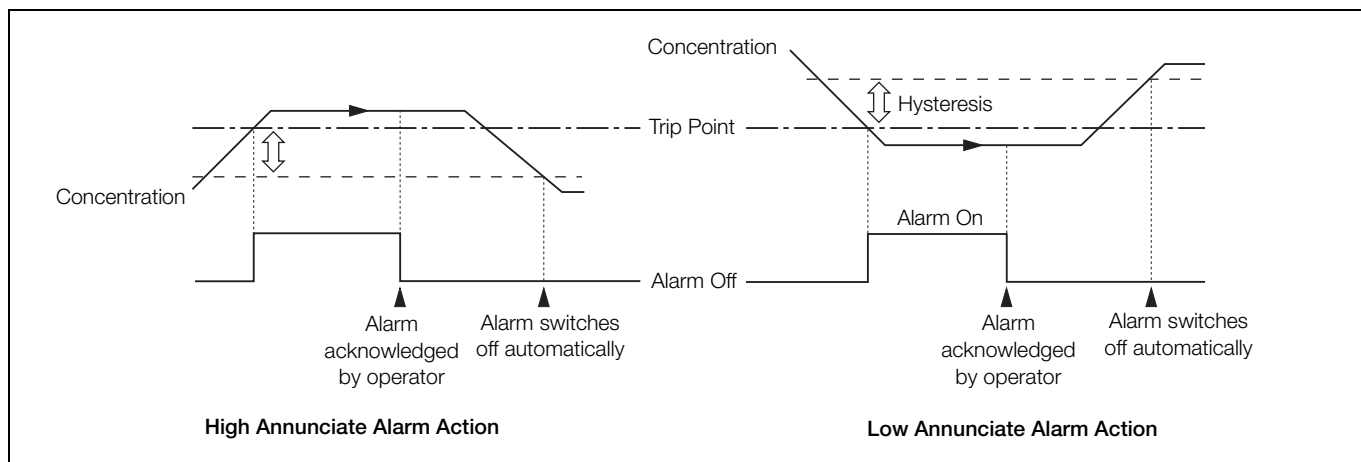 Concentration
Alarm
acknowledged
by operator
Alarm switches
off automatically
High Annunciate Alarm Action
Trip Point
Alarm Off
Concentration
Hysteresis
Alarm On
Alarm
acknowledged
by operator
Alarm switches
off automatically
Low Annunciate Alarm Action